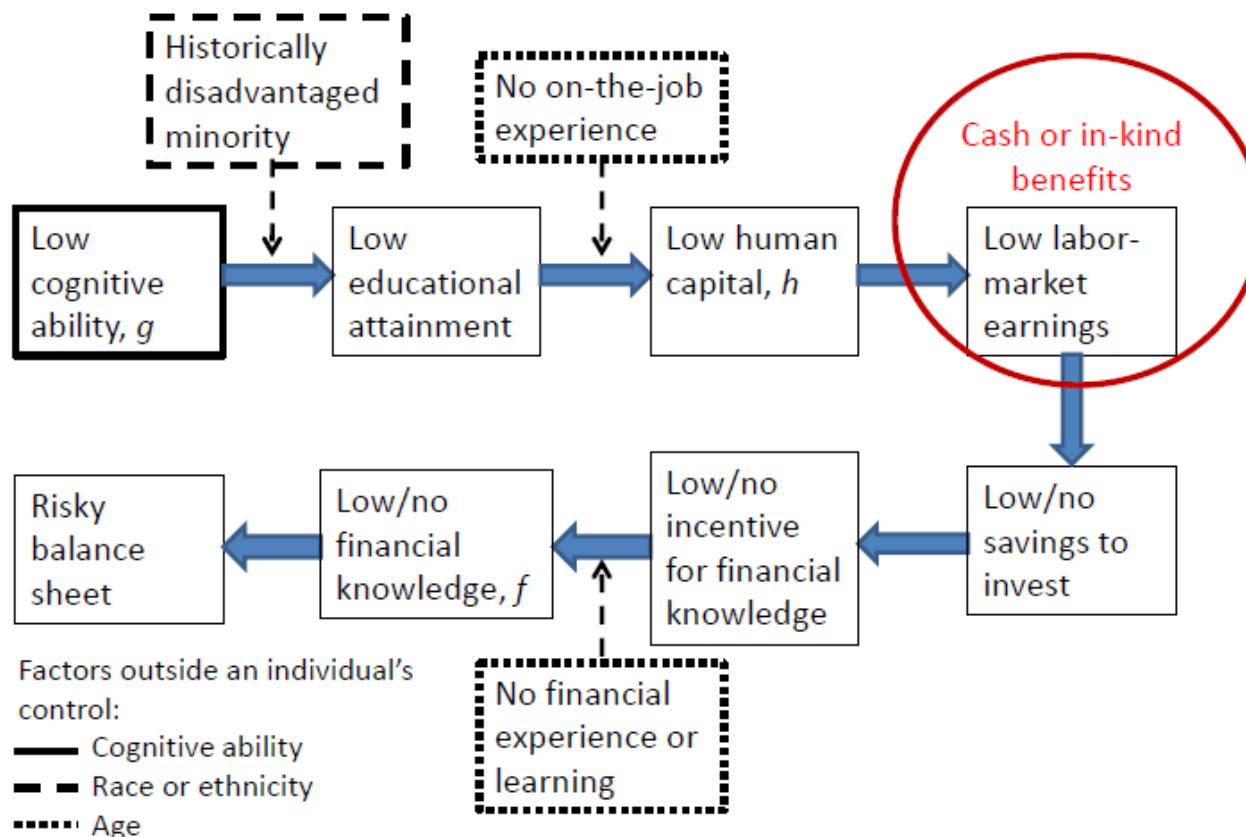 Historically
disadvantaged
minority
No on-the-job
experience
Cash or in-kind
benefits
Low
cognitive
ability, g
Low
educational
attainment
Low human
capital, h
Low labor-
market
earnings
Risky
balance
sheet
Low/no
financial
knowledge, f
Low/no
incentive
for financial
knowledge
Low/no
savings to
invest
Factors outside an individual's
control:
Cognitive ability
Race or ethnicity
Age
No financial
experience or
learning